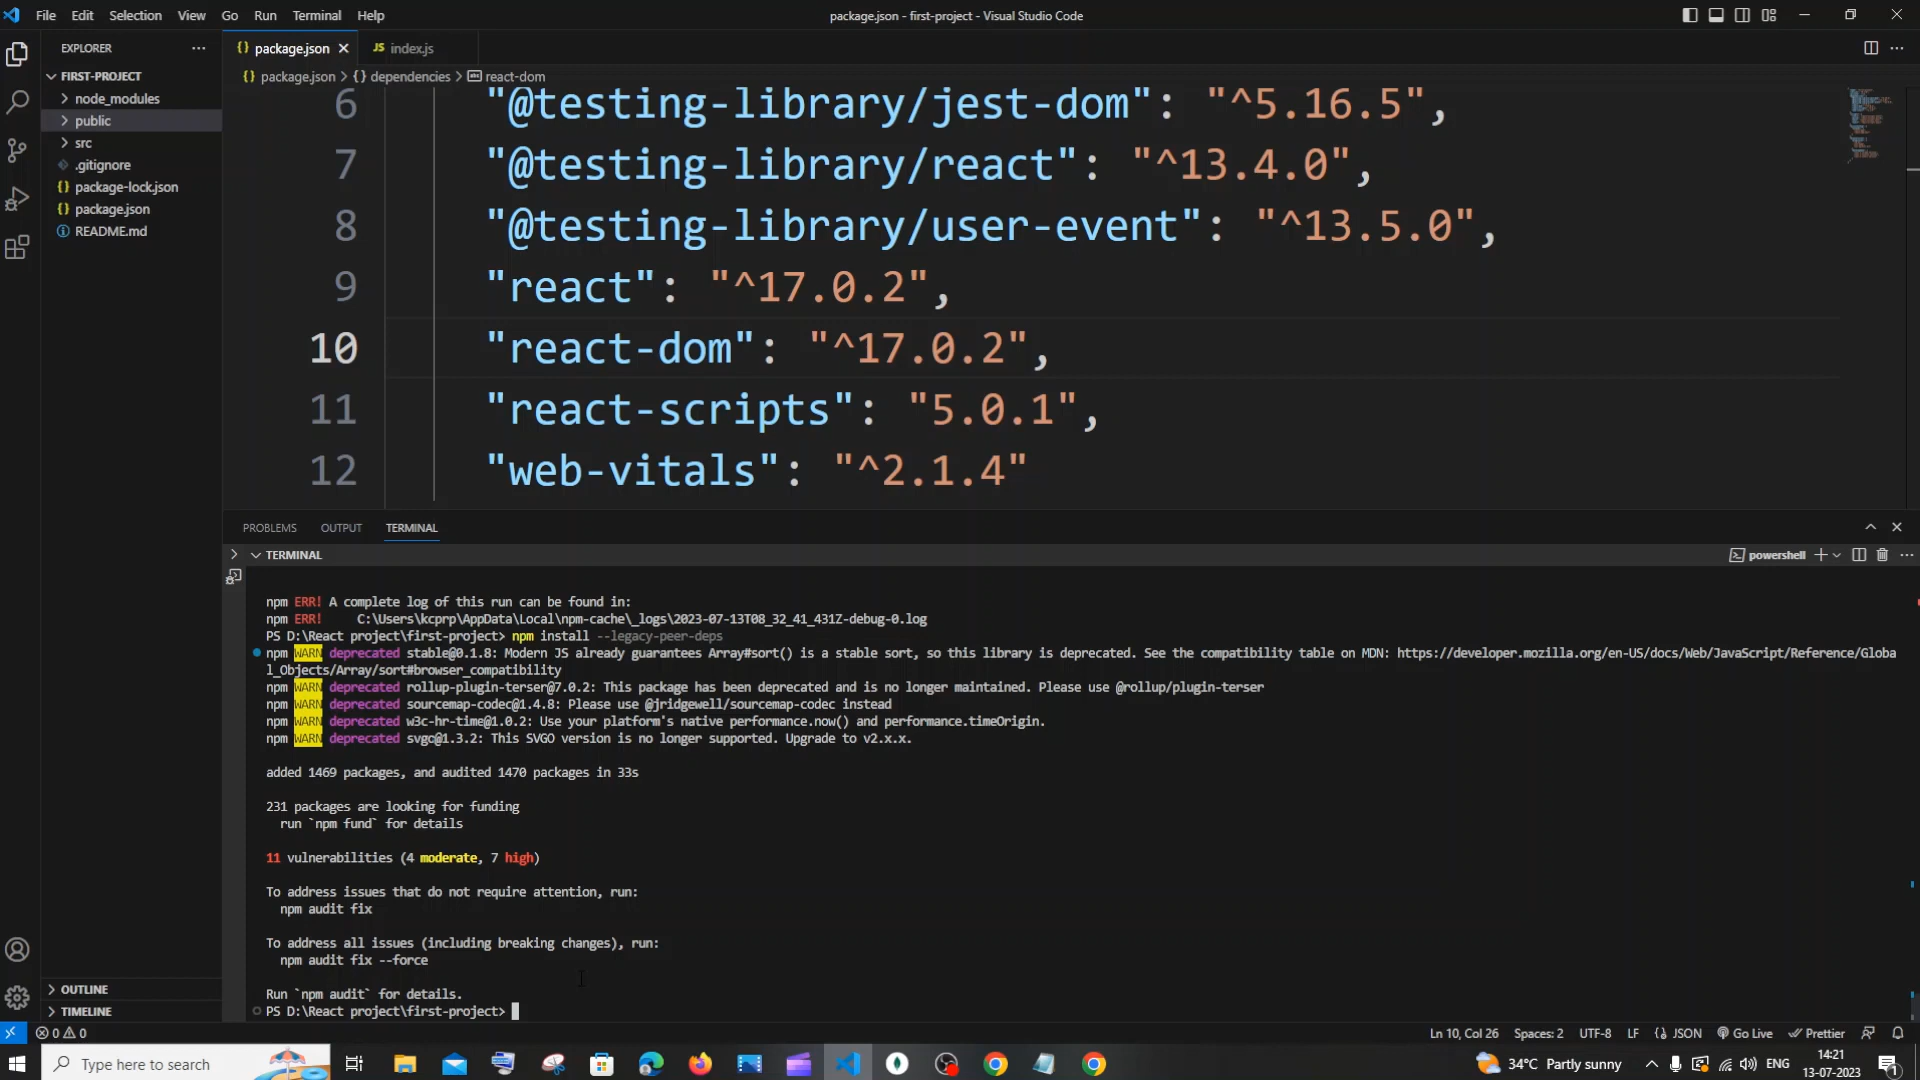 File Edit Selection View Go Run Terminal Help
package.json - first-project - Visual Studio Code
EXPLORER
FIRST-PROJECT
node_modules
public
src
.gitignore
package-lock.json
package.json
README.md
OUTLINE
TIMELINE
{} package.json JS index.js
{} package.json > {} dependencies > react-dom
6 "@testing-library/jest-dom": "^5.16.5",
7 "@testing-library/react": "^13.4.0",
8 "@testing-library/user-event": "^13.5.0",
9 "react": "^17.0.2",
10 "react-dom": "^17.0.2",
11 "react-scripts": "5.0.1",
12 "web-vitals": "^2.1.4"
PROBLEMS OUTPUT TERMINAL
TERMINAL
powershell
npm ERR! A complete log of this run can be found in:
npm ERR!     C:\Users\kcprp\AppData\Local\npm-cache\_logs\2023-07-13T08_32_41_431Z-debug-0.log
PS D:\React project\first-project> npm install --legacy-peer-deps
npm WARN deprecated stable@0.1.8: Modern JS already guarantees Array#sort() is a stable sort, so this library is deprecated. See the compatibility table on MDN: https://developer.mozilla.org/en-US/docs/Web/JavaScript/Reference/Globa
l_Objects/Array/sort#browser_compatibility
npm WARN deprecated rollup-plugin-terser@7.0.2: This package has been deprecated and is no longer maintained. Please use @rollup/plugin-terser
npm WARN deprecated sourcemap-codec@1.4.8: Please use @jridgewell/sourcemap-codec instead
npm WARN deprecated w3c-hr-time@1.0.2: Use your platform's native performance.now() and performance.timeOrigin.
npm WARN deprecated svgo@1.3.2: This SVGO version is no longer supported. Upgrade to v2.x.x.
added 1469 packages, and audited 1470 packages in 33s
231 packages are looking for funding
run `npm fund` for details
11 vulnerabilities (4 moderate, 7 high)
To address issues that do not require attention, run:
npm audit fix
To address all issues (including breaking changes), run:
npm audit fix --force
Run `npm audit` for details.
PS D:\React project\first-project>
0 0
Ln 10, Col 26 Spaces: 2 UTF-8 LF {} JSON Go Live Prettier
Type here to search
34°C Partly sunny
ENG
14:21
13-07-2023
1